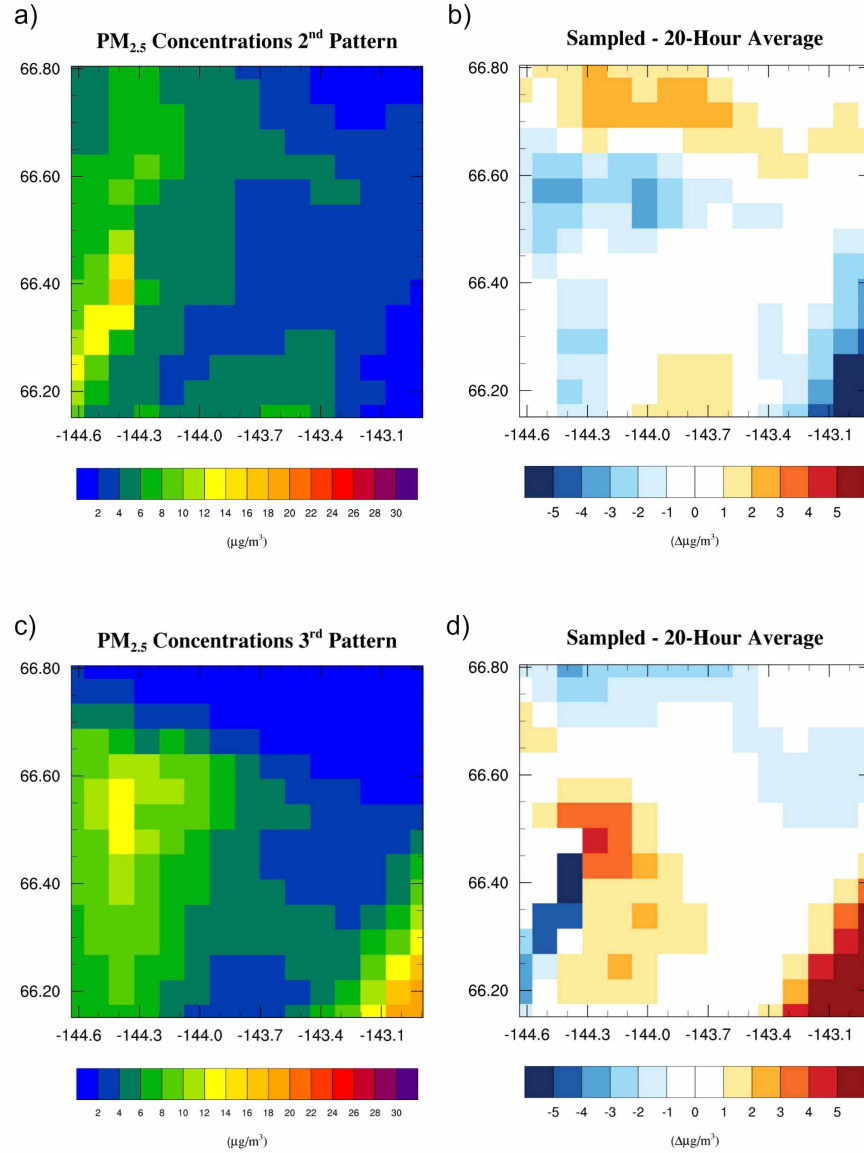 a)
PM2.5 Concentrations 2nd Pattern
66.80
66.60
66.40
66.20
-144.6 -144.3 -144.0 -143.7 -143.4 -143.1
2 4 6 8 10 12 14 16 18 20 22 24 26 28 30
(µg/m³)
b)
Sampled - 20-Hour Average
66.80
66.60
66.40
66.20
-144.6 -144.3 -144.0 -143.7 -143.4 -143.1
-5 -4 -3 -2 -1 0 1 2 3 4 5
(Δµg/m³)
c)
PM2.5 Concentrations 3rd Pattern
66.80
66.60
66.40
66.20
-144.6 -144.3 -144.0 -143.7 -143.4 -143.1
2 4 6 8 10 12 14 16 18 20 22 24 26 28 30
(µg/m³)
d)
Sampled - 20-Hour Average
66.80
66.60
66.40
66.20
-144.6 -144.3 -144.0 -143.7 -143.4 -143.1
-5 -4 -3 -2 -1 0 1 2 3 4 5
(Δµg/m³)